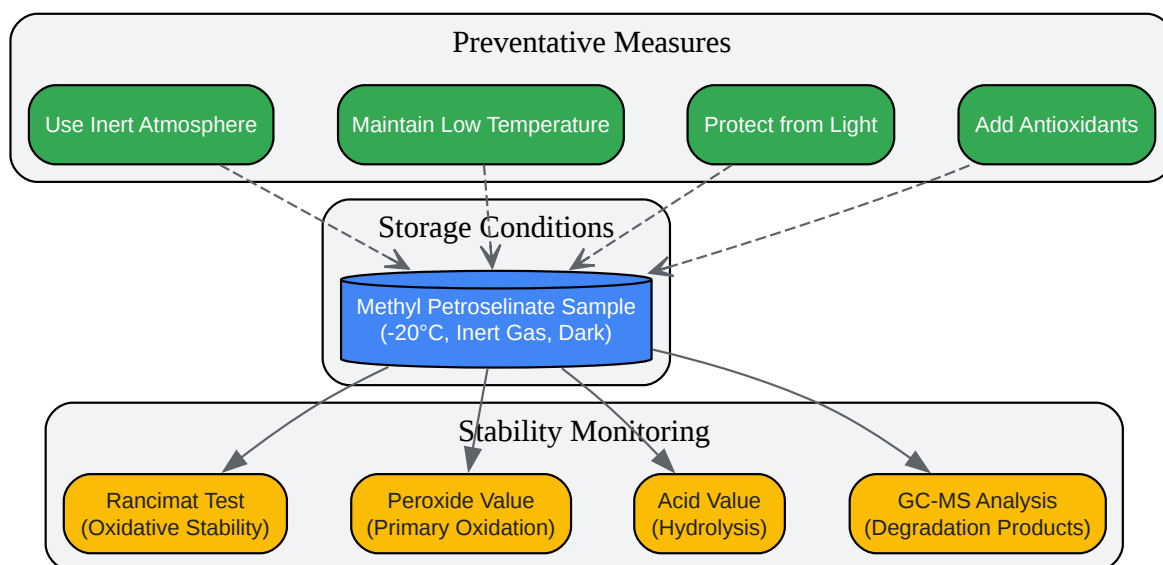 Preventative Measures
Use Inert Atmosphere
Maintain Low Temperature
Protect from Light
Add Antioxidants
Storage Conditions
Methyl Petroselinate Sample
(-20°C, Inert Gas, Dark)
Stability Monitoring
Rancimat Test
(Oxidative Stability)
Peroxide Value
(Primary Oxidation)
Acid Value
(Hydrolysis)
GC-MS Analysis
(Degradation Products)